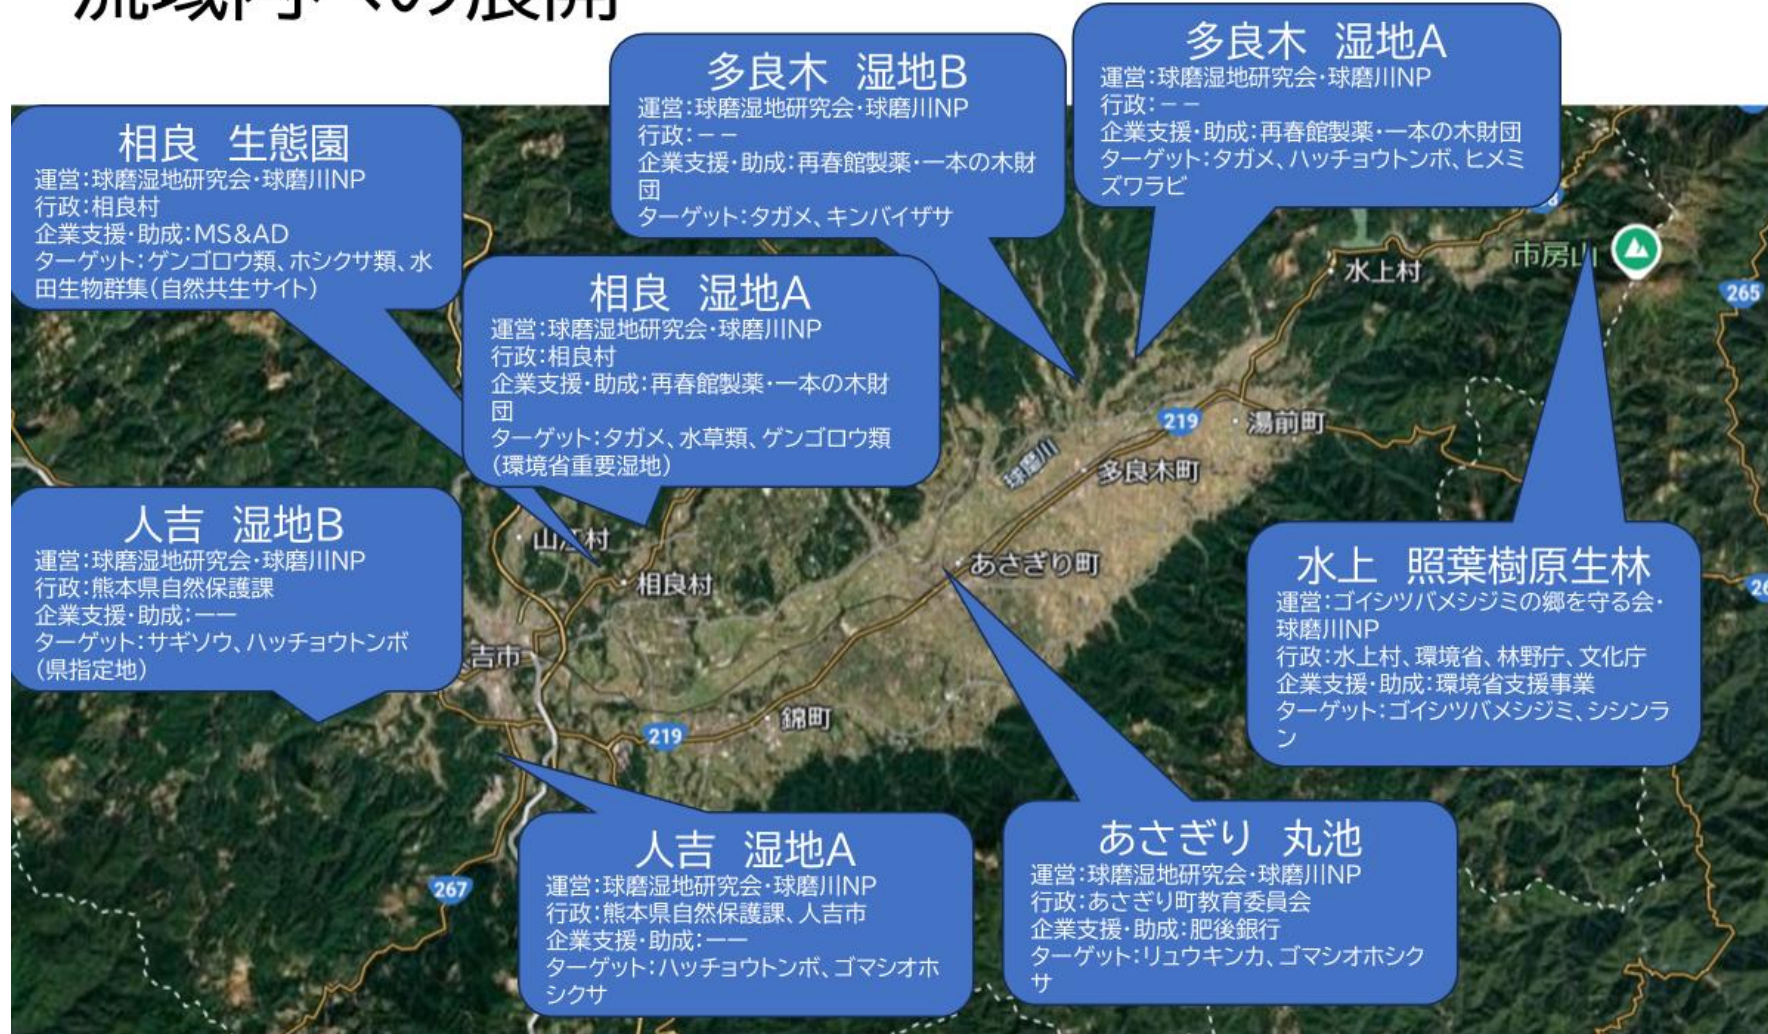 流域内への展開
多良木　湿地A
運営:球磨湿地研究会・球磨川NP
行政:－－
企業支援・助成:再春館製薬・一本の木財団
ターゲット:タガメ、ハッチョウトンボ、ヒメミ
ズワラビ
多良木　湿地B
運営:球磨湿地研究会・球磨川NP
行政:－－
企業支援・助成:再春館製薬・一本の木財
団
ターゲット:タガメ、キンバイザサ
相良　生態園
運営:球磨湿地研究会・球磨川NP
行政:相良村
企業支援・助成:MS&AD
ターゲット:ゲンゴロウ類、ホシクサ類、水
田生物群集(自然共生サイト)
相良　湿地A
運営:球磨湿地研究会・球磨川NP
行政:相良村
企業支援・助成:再春館製薬・一本の木財
団
ターゲット:タガメ、水草類、ゲンゴロウ類
(環境省重要湿地)
市房山
水上村
265
219
湯前町
球磨川
多良木町
人吉　湿地B
運営:球磨湿地研究会・球磨川NP
行政:熊本県自然保護課
企業支援・助成:ーー
ターゲット:サギソウ、ハッチョウトンボ
(県指定地)
山江村
相良村
あさぎり町
水上　照葉樹原生林
運営:ゴイシツバメシジミの郷を守る会・
球磨川NP
行政:水上村、環境省、林野庁、文化庁
企業支援・助成:環境省支援事業
ターゲット:ゴイシツバメシジミ、シシンラ
ン
吉市
錦町
219
267
人吉　湿地A
運営:球磨湿地研究会・球磨川NP
行政:熊本県自然保護課、人吉市
企業支援・助成:ーー
ターゲット:ハッチョウトンボ、ゴマシオホ
シクサ
あさぎり　丸池
運営:球磨湿地研究会・球磨川NP
行政:あさぎり町教育委員会
企業支援・助成:肥後銀行
ターゲット:リュウキンカ、ゴマシオホシク
サ